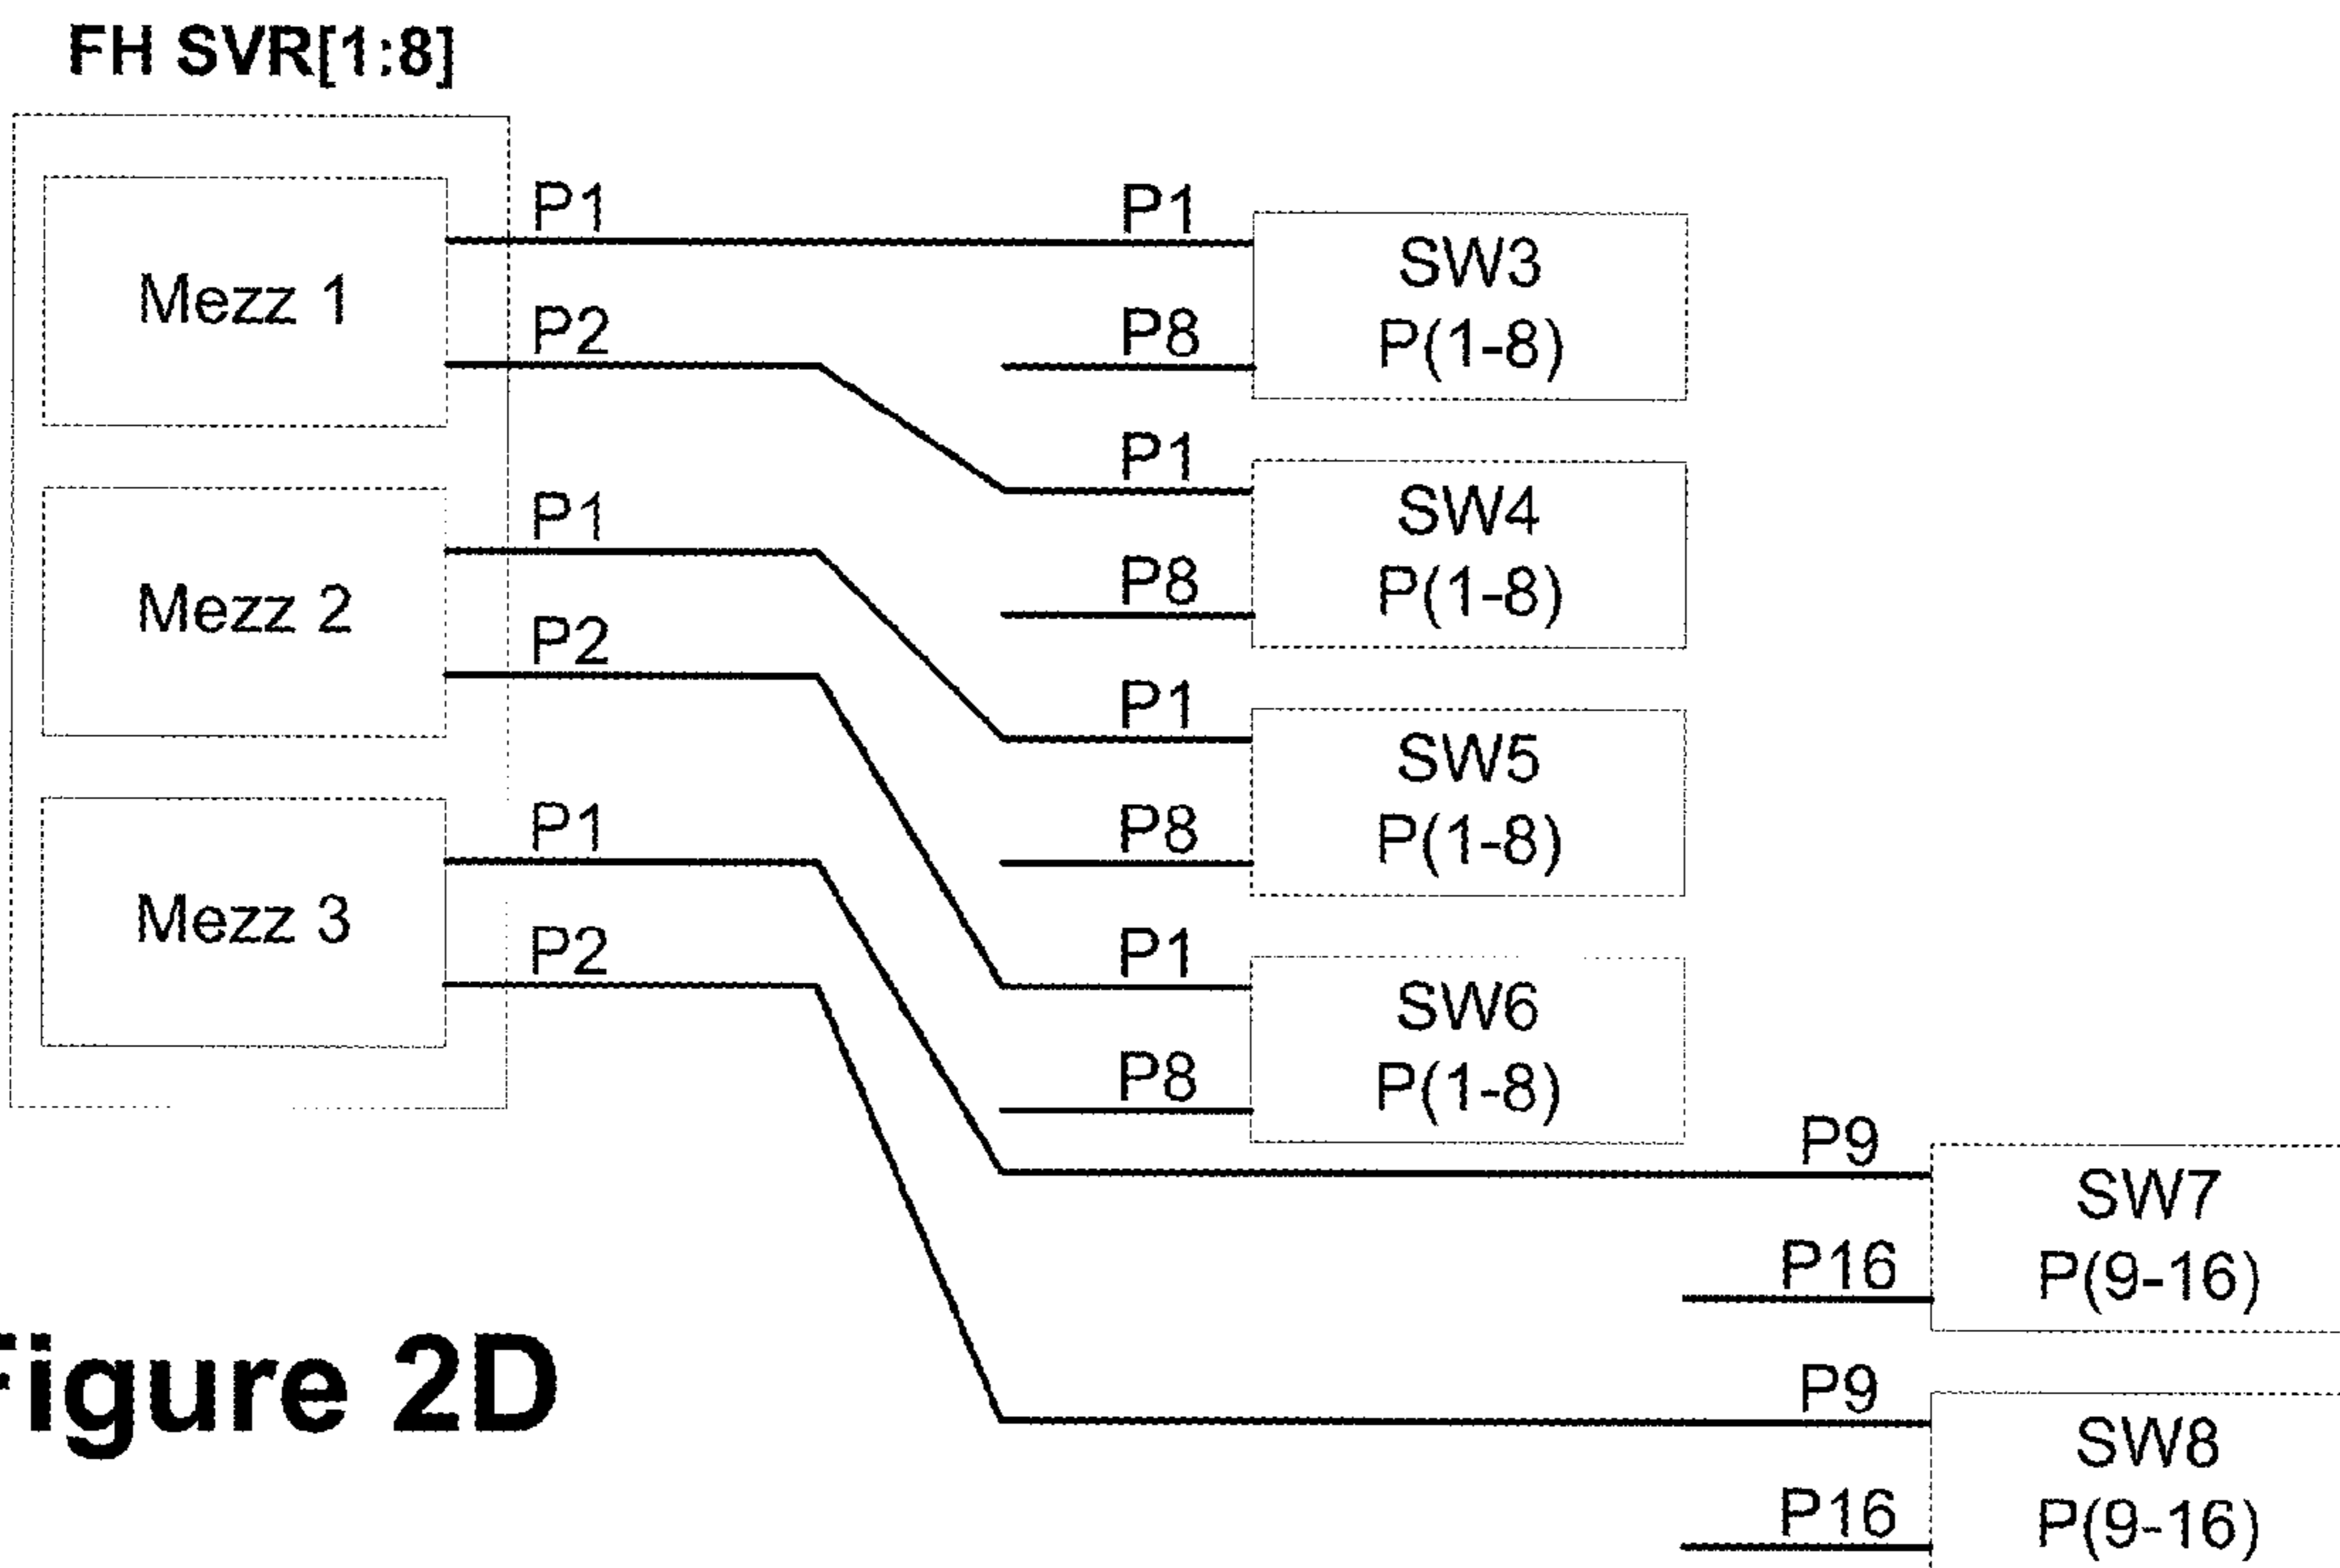 FH SVR[1:8]
P1
P1
SW3
Mezz 1
P2
P8
P(1-8)
P1
SW4
P1
P8
P(1-8)
Mezz 2
P2
P1
SW5
P1
P8
P(1-8)
Mezz 3
P2
P1
SW6
P8
P(1-8)
P9
SW7
P16
P(9-16)
Figure 2D
P9
SW8
P16
P(9-16)